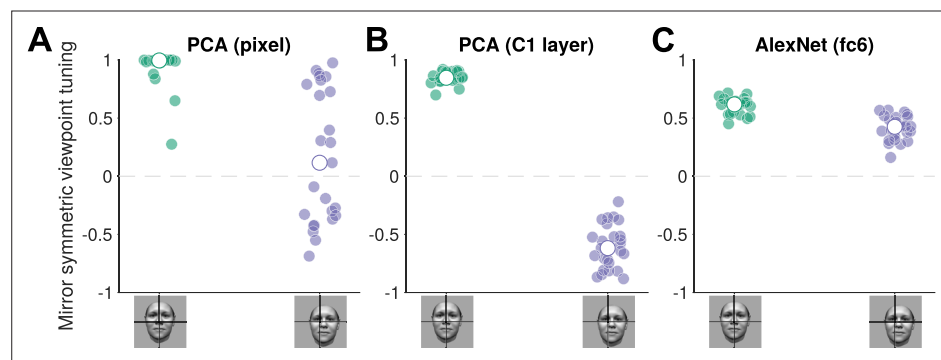 A PCA (pixel) B PCA (C1 layer) C AlexNet (fc6)
Mirror symmetric viewpoint tuning
1 1 1
0.5 0.5 0.5
0 0 0
-0.5 -0.5 -0.5
-1 -1 -1